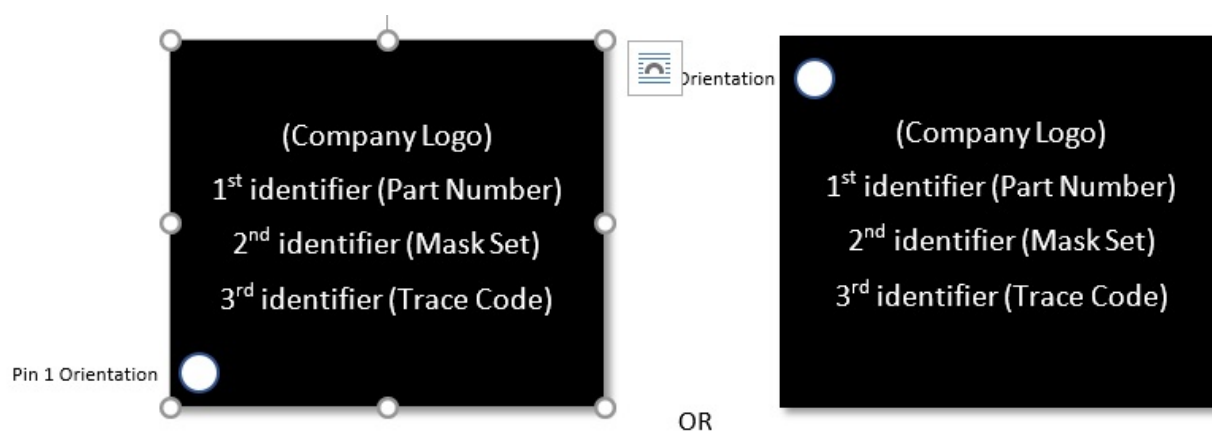 (Company Logo)
1st identifier (Part Number)
2nd identifier (Mask Set)
3rd identifier (Trace Code)
Pin 1 Orientation
OR
Orientation
(Company Logo)
1st identifier (Part Number)
2nd identifier (Mask Set)
3rd identifier (Trace Code)